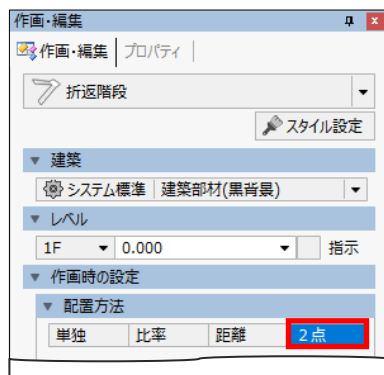 作画・編集
作画・編集 プロパティ
折返階段
スタイル設定
建築
システム標準 建築部材(黒背景)
レベル
1F 0.000 指示
作画時の設定
配置方法
単独 比率 距離 2点